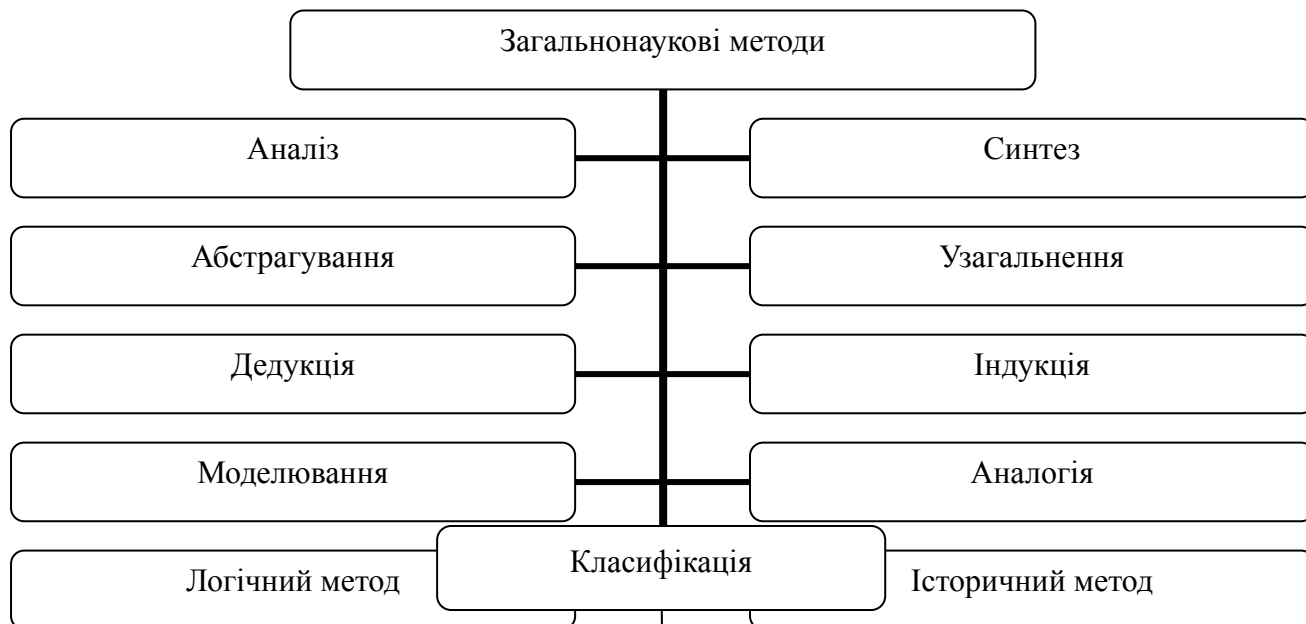 Загальнонаукові методи
Аналіз
Синтез
Абстрагування
Узагальнення
Дедукція
Індукція
Моделювання
Аналогія
Класифікація
Логічний метод
Історичний метод